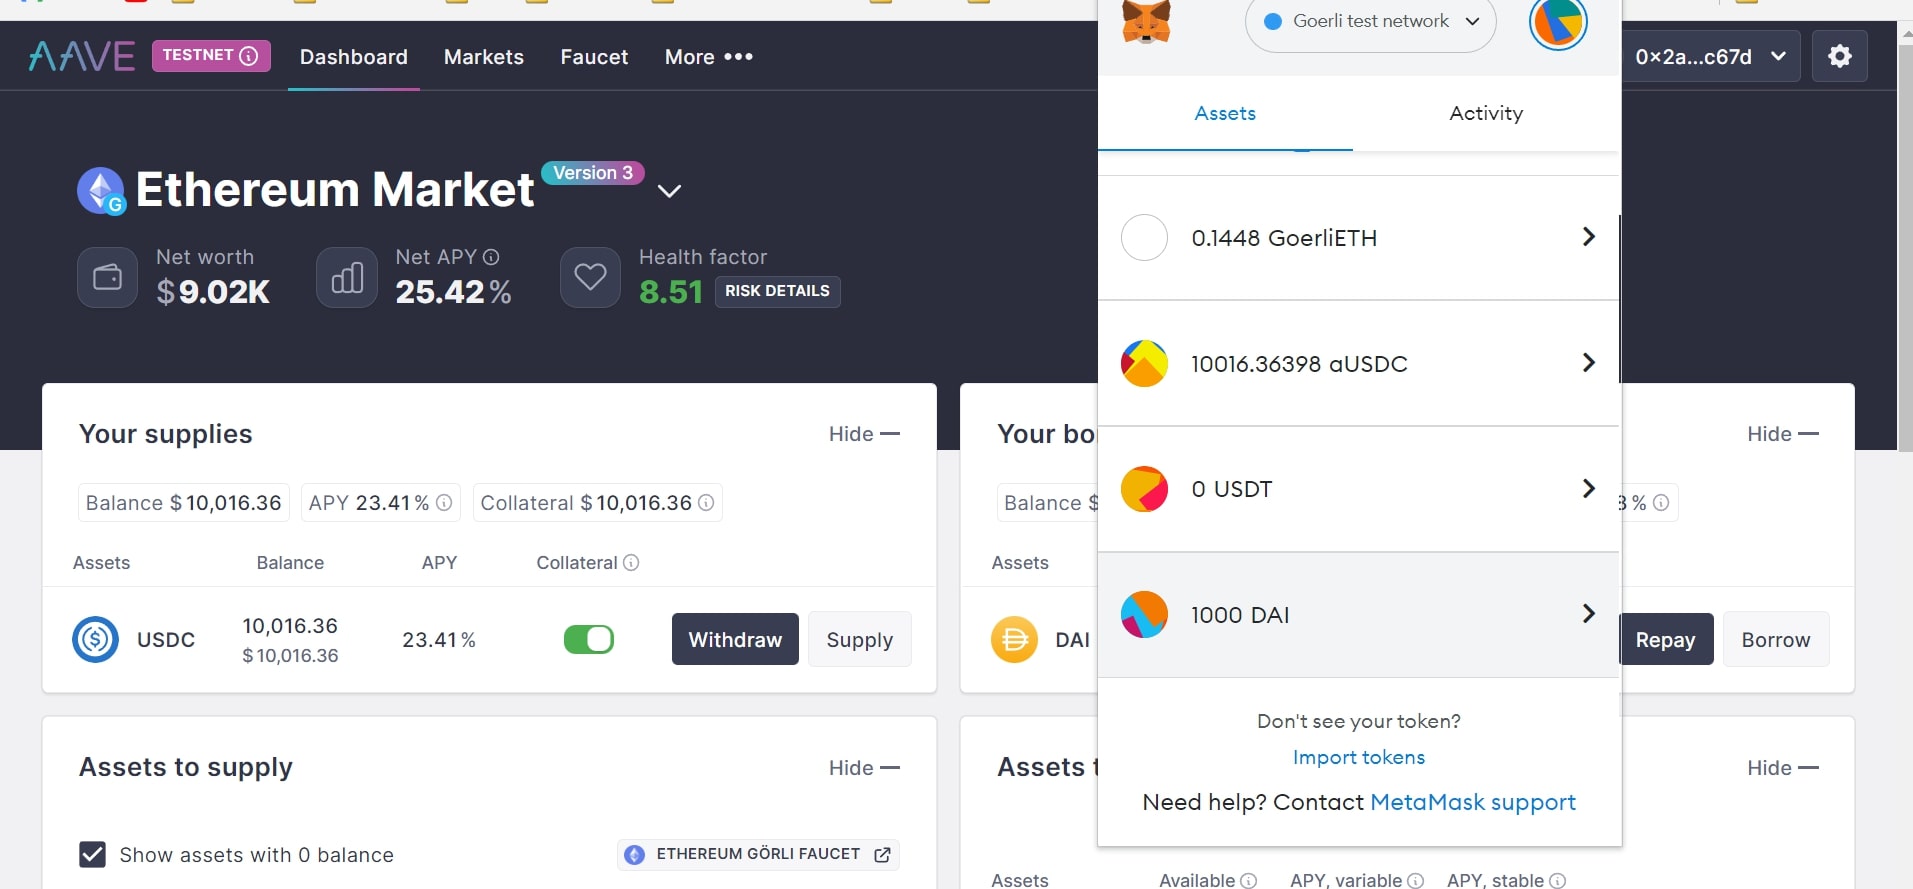 AAVE TESTNET Dashboard Markets Faucet More 0×2a...c67d
Ethereum Market Version 3
G
Net worth
$ 9.02K
Net APY
25.42 %
Health factor
8.51 RISK DETAILS
Your supplies Hide
Balance $ 10,016.36 APY 23.41 % Collateral $ 10,016.36
Assets Balance APY Collateral
USDC 10,016.36 23.41 % Withdraw Supply
$ 10,016.36
Assets to supply Hide
Show assets with 0 balance ETHEREUM GÖRLI FAUCET
Your Hide
Balance $ %
Assets
DAI Repay Borrow
Assets Hide
Assets Available APY, variable APY, stable
Goerli test network
Assets Activity
0.1448 GoerliETH
10016.36398 aUSDC
0 USDT
1000 DAI
Don't see your token?
Import tokens
Need help? Contact MetaMask support